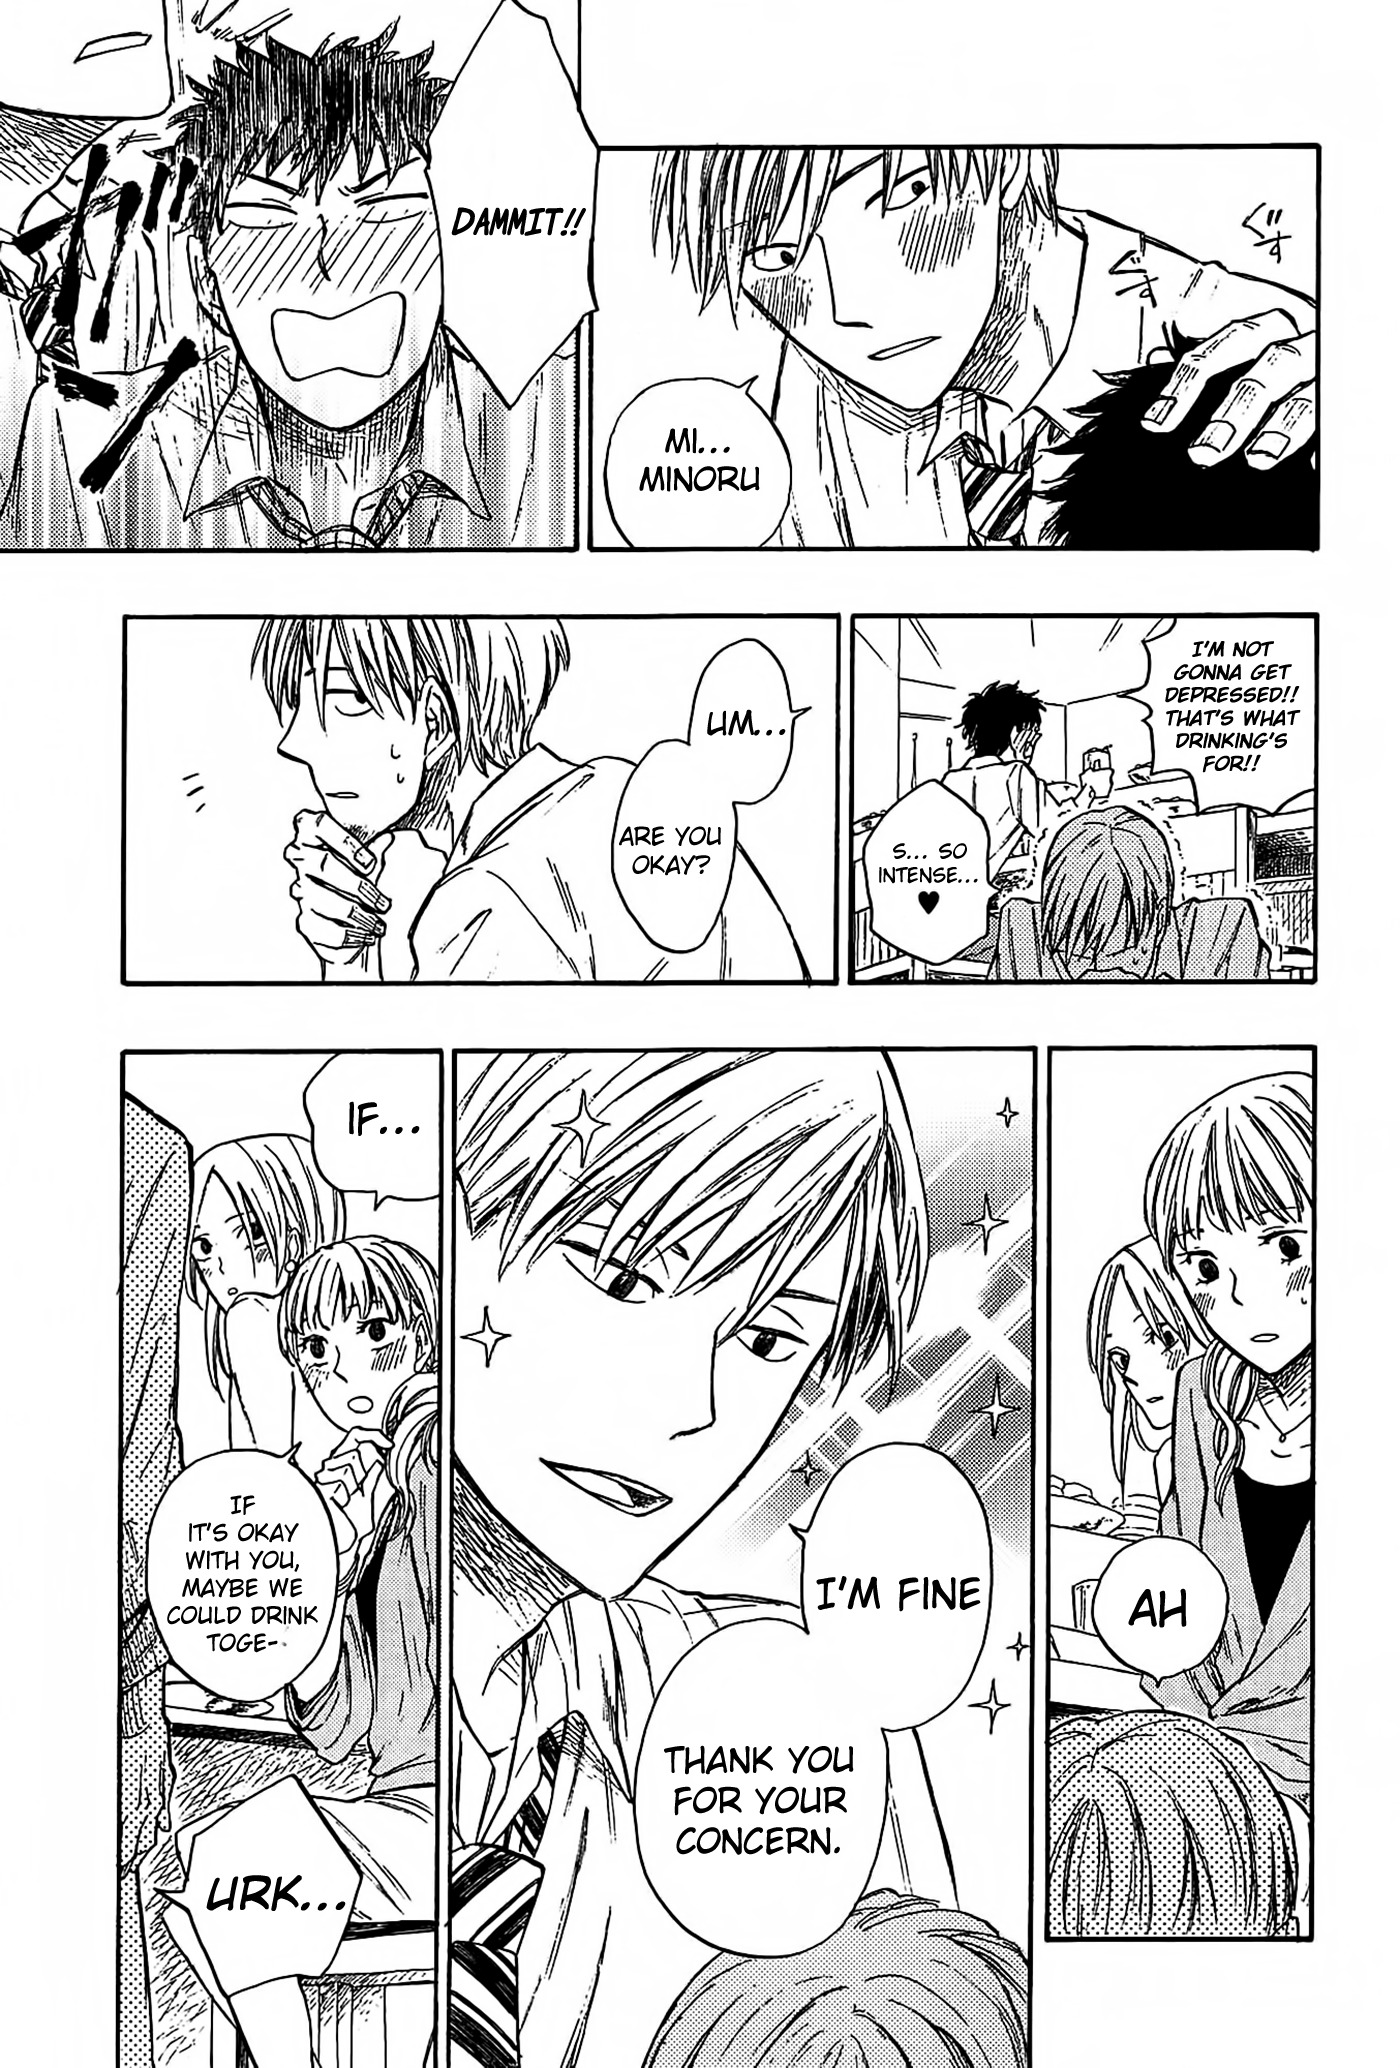 ぐす
ぐす
MI...
MINORU
DAMMIT!!
I'M NOT
GONNA GET
DEPRESSED!!
THAT'S WHAT
DRINKING'S
FOR!!
S... SO
INTENSE...
♥
UM...
ARE YOU
OKAY?
AH
I'M FINE
THANK YOU
FOR YOUR
CONCERN.
IF...
IF
IT'S OKAY
WITH YOU,
MAYBE WE
COULD DRINK
TOGE-
URK...